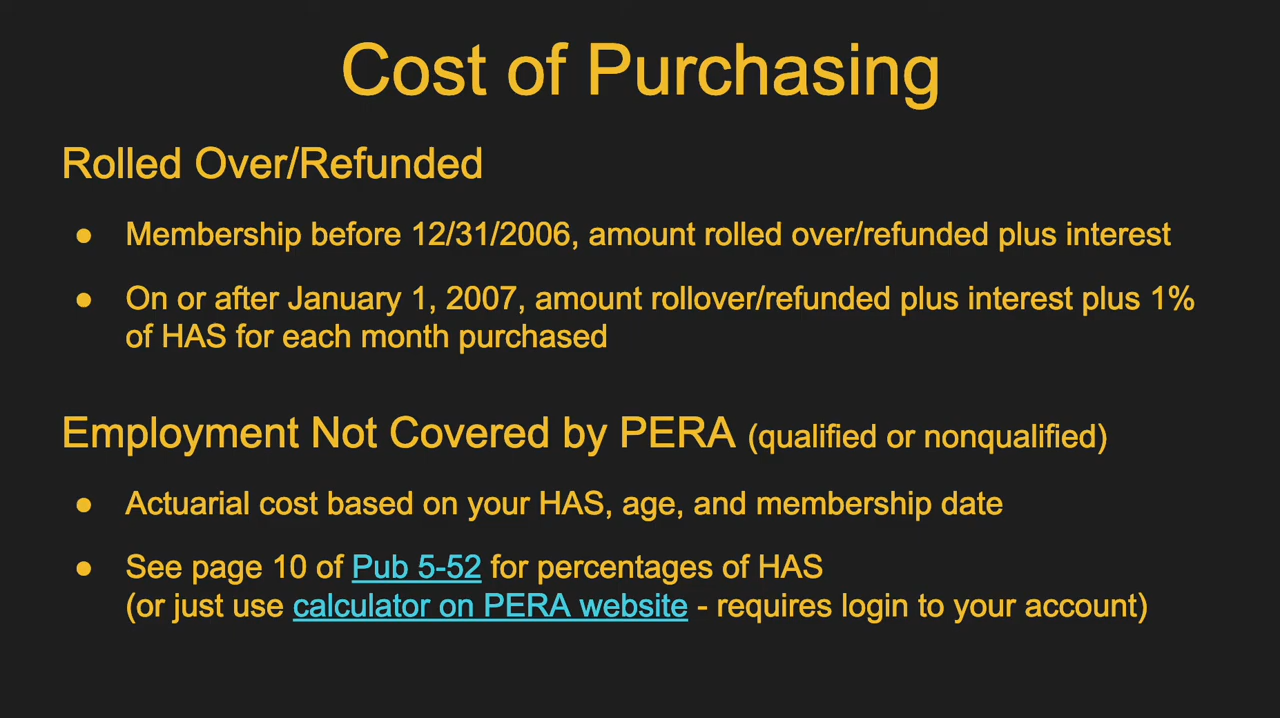 Cost of Purchasing
Rolled Over/Refunded
● Membership before 12/31/2006, amount rolled over/refunded plus interest
● On or after January 1, 2007, amount rollover/refunded plus interest plus 1%
of HAS for each month purchased
Employment Not Covered by PERA (qualified or nonqualified)
● Actuarial cost based on your HAS, age, and membership date
● See page 10 of Pub 5-52 for percentages of HAS
(or just use calculator on PERA website - requires login to your account)